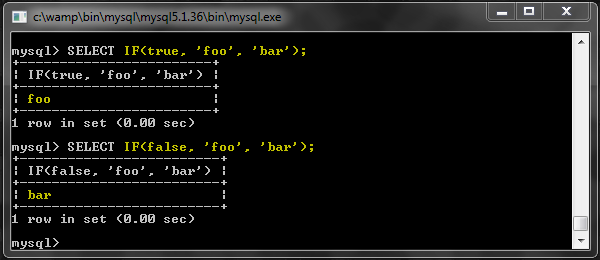 c:\wamp\bin\mysql\mysql5.1.36\bin\mysql.exe
mysql> SELECT IF(true, 'foo', 'bar');
+-------------------------+
| IF(true, 'foo', 'bar') |
+-------------------------+
| foo |
+-------------------------+
1 row in set (0.00 sec)
mysql> SELECT IF(false, 'foo', 'bar');
+--------------------------+
| IF(false, 'foo', 'bar') |
+--------------------------+
| bar |
+--------------------------+
1 row in set (0.00 sec)
mysql>